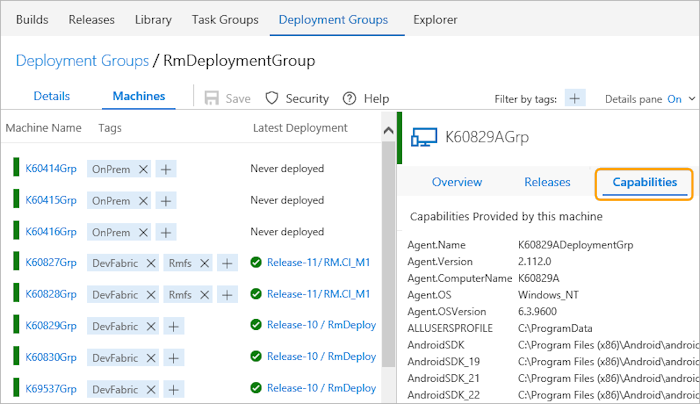 Builds Releases Library Task Groups Deployment Groups Explorer
Deployment Groups / RmDeploymentGroup
Details Machines Save Security ? Help Filter by tags: + Details pane On
Machine Name Tags Latest Deployment
K60414Grp OnPrem X + Never deployed
K60415Grp OnPrem X + Never deployed
K60416Grp OnPrem X + Never deployed
K60827Grp DevFabric X Rmfs X + Release-11/RM.CI_M1
K60828Grp DevFabric X Rmfs X + Release-11/RM.CI_M1
K60829Grp DevFabric X + Release-10 / RmDeploy
K60830Grp DevFabric X + Release-10 / RmDeploy
K69537Grp DevFabric X + Release-10 / RmDeploy
K60829AGrp
Overview Releases Capabilities
Capabilities Provided by this machine
Agent.Name K60829ADeploymentGrp
Agent.Version 2.112.0
Agent.ComputerName K60829A
Agent.OS Windows_NT
Agent.OSVersion 6.3.9600
ALLUSERSPROFILE C:\ProgramData
AndroidSDK C:\Program Files (x86)\Android\android
AndroidSDK_19 C:\Program Files (x86)\Android\android
AndroidSDK_21 C:\Program Files (x86)\Android\android
AndroidSDK_22 C:\Program Files (x86)\Android\android